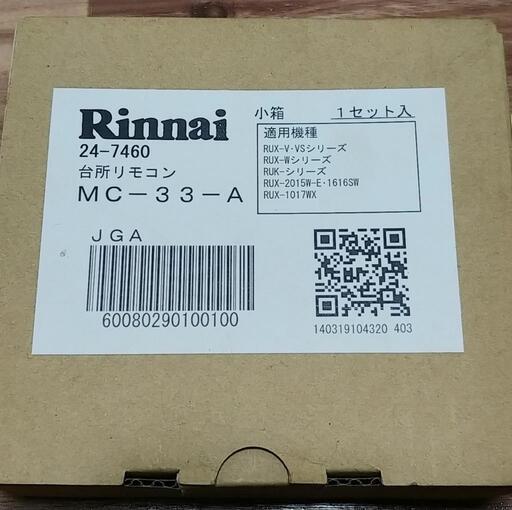 Rinnai
小箱 1セット入
24-7460
台所リモコン
MC-33-A
適用機種
RUX-V・VSシリーズ
RUX-Wシリーズ
RUK-シリーズ
RUX-2015W-E・1616SW
RUX-1017WX
JGA
60080290100100
140319104320 403